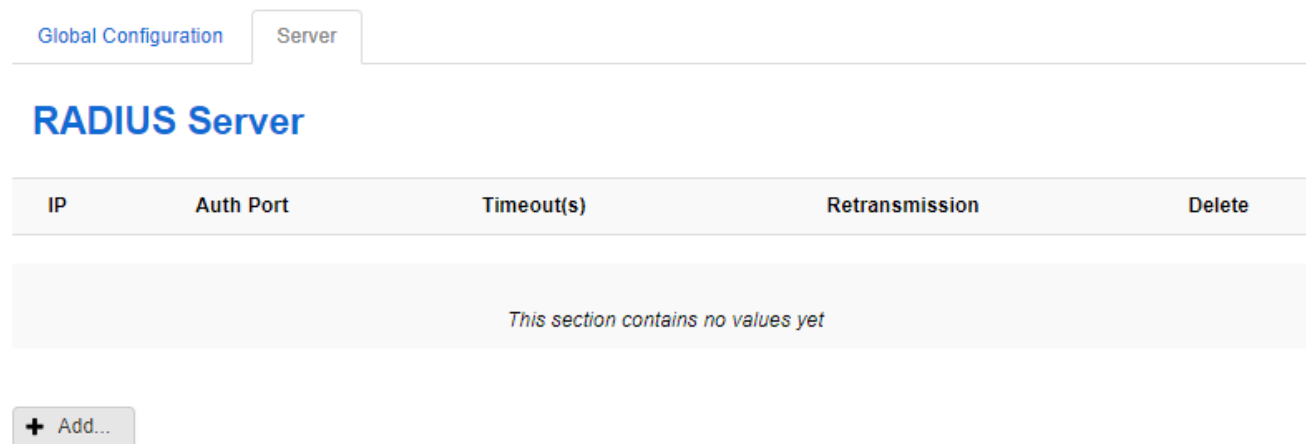 Global Configuration Server
RADIUS Server
IP Auth Port Timeout(s) Retransmission Delete
This section contains no values yet
Add...